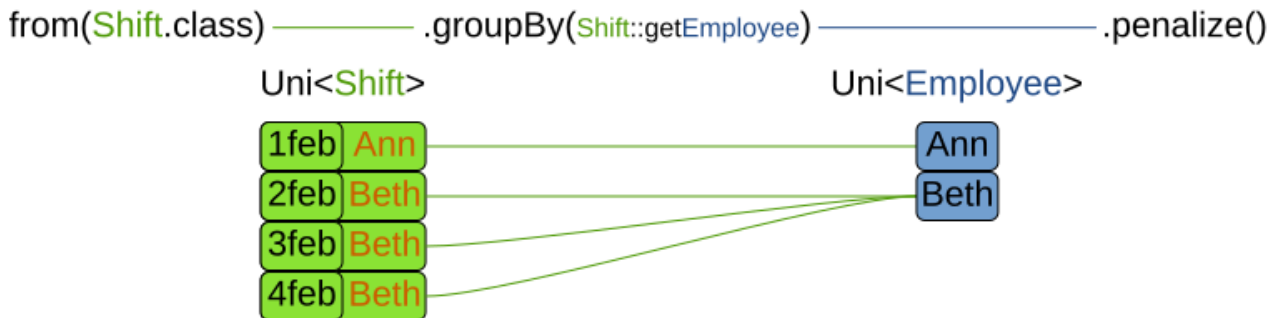 from(Shift.class) .groupBy(Shift::getEmployee) .penalize()
Uni<Shift> Uni<Employee>
1feb Ann Ann
2feb Beth Beth
3feb Beth
4feb Beth